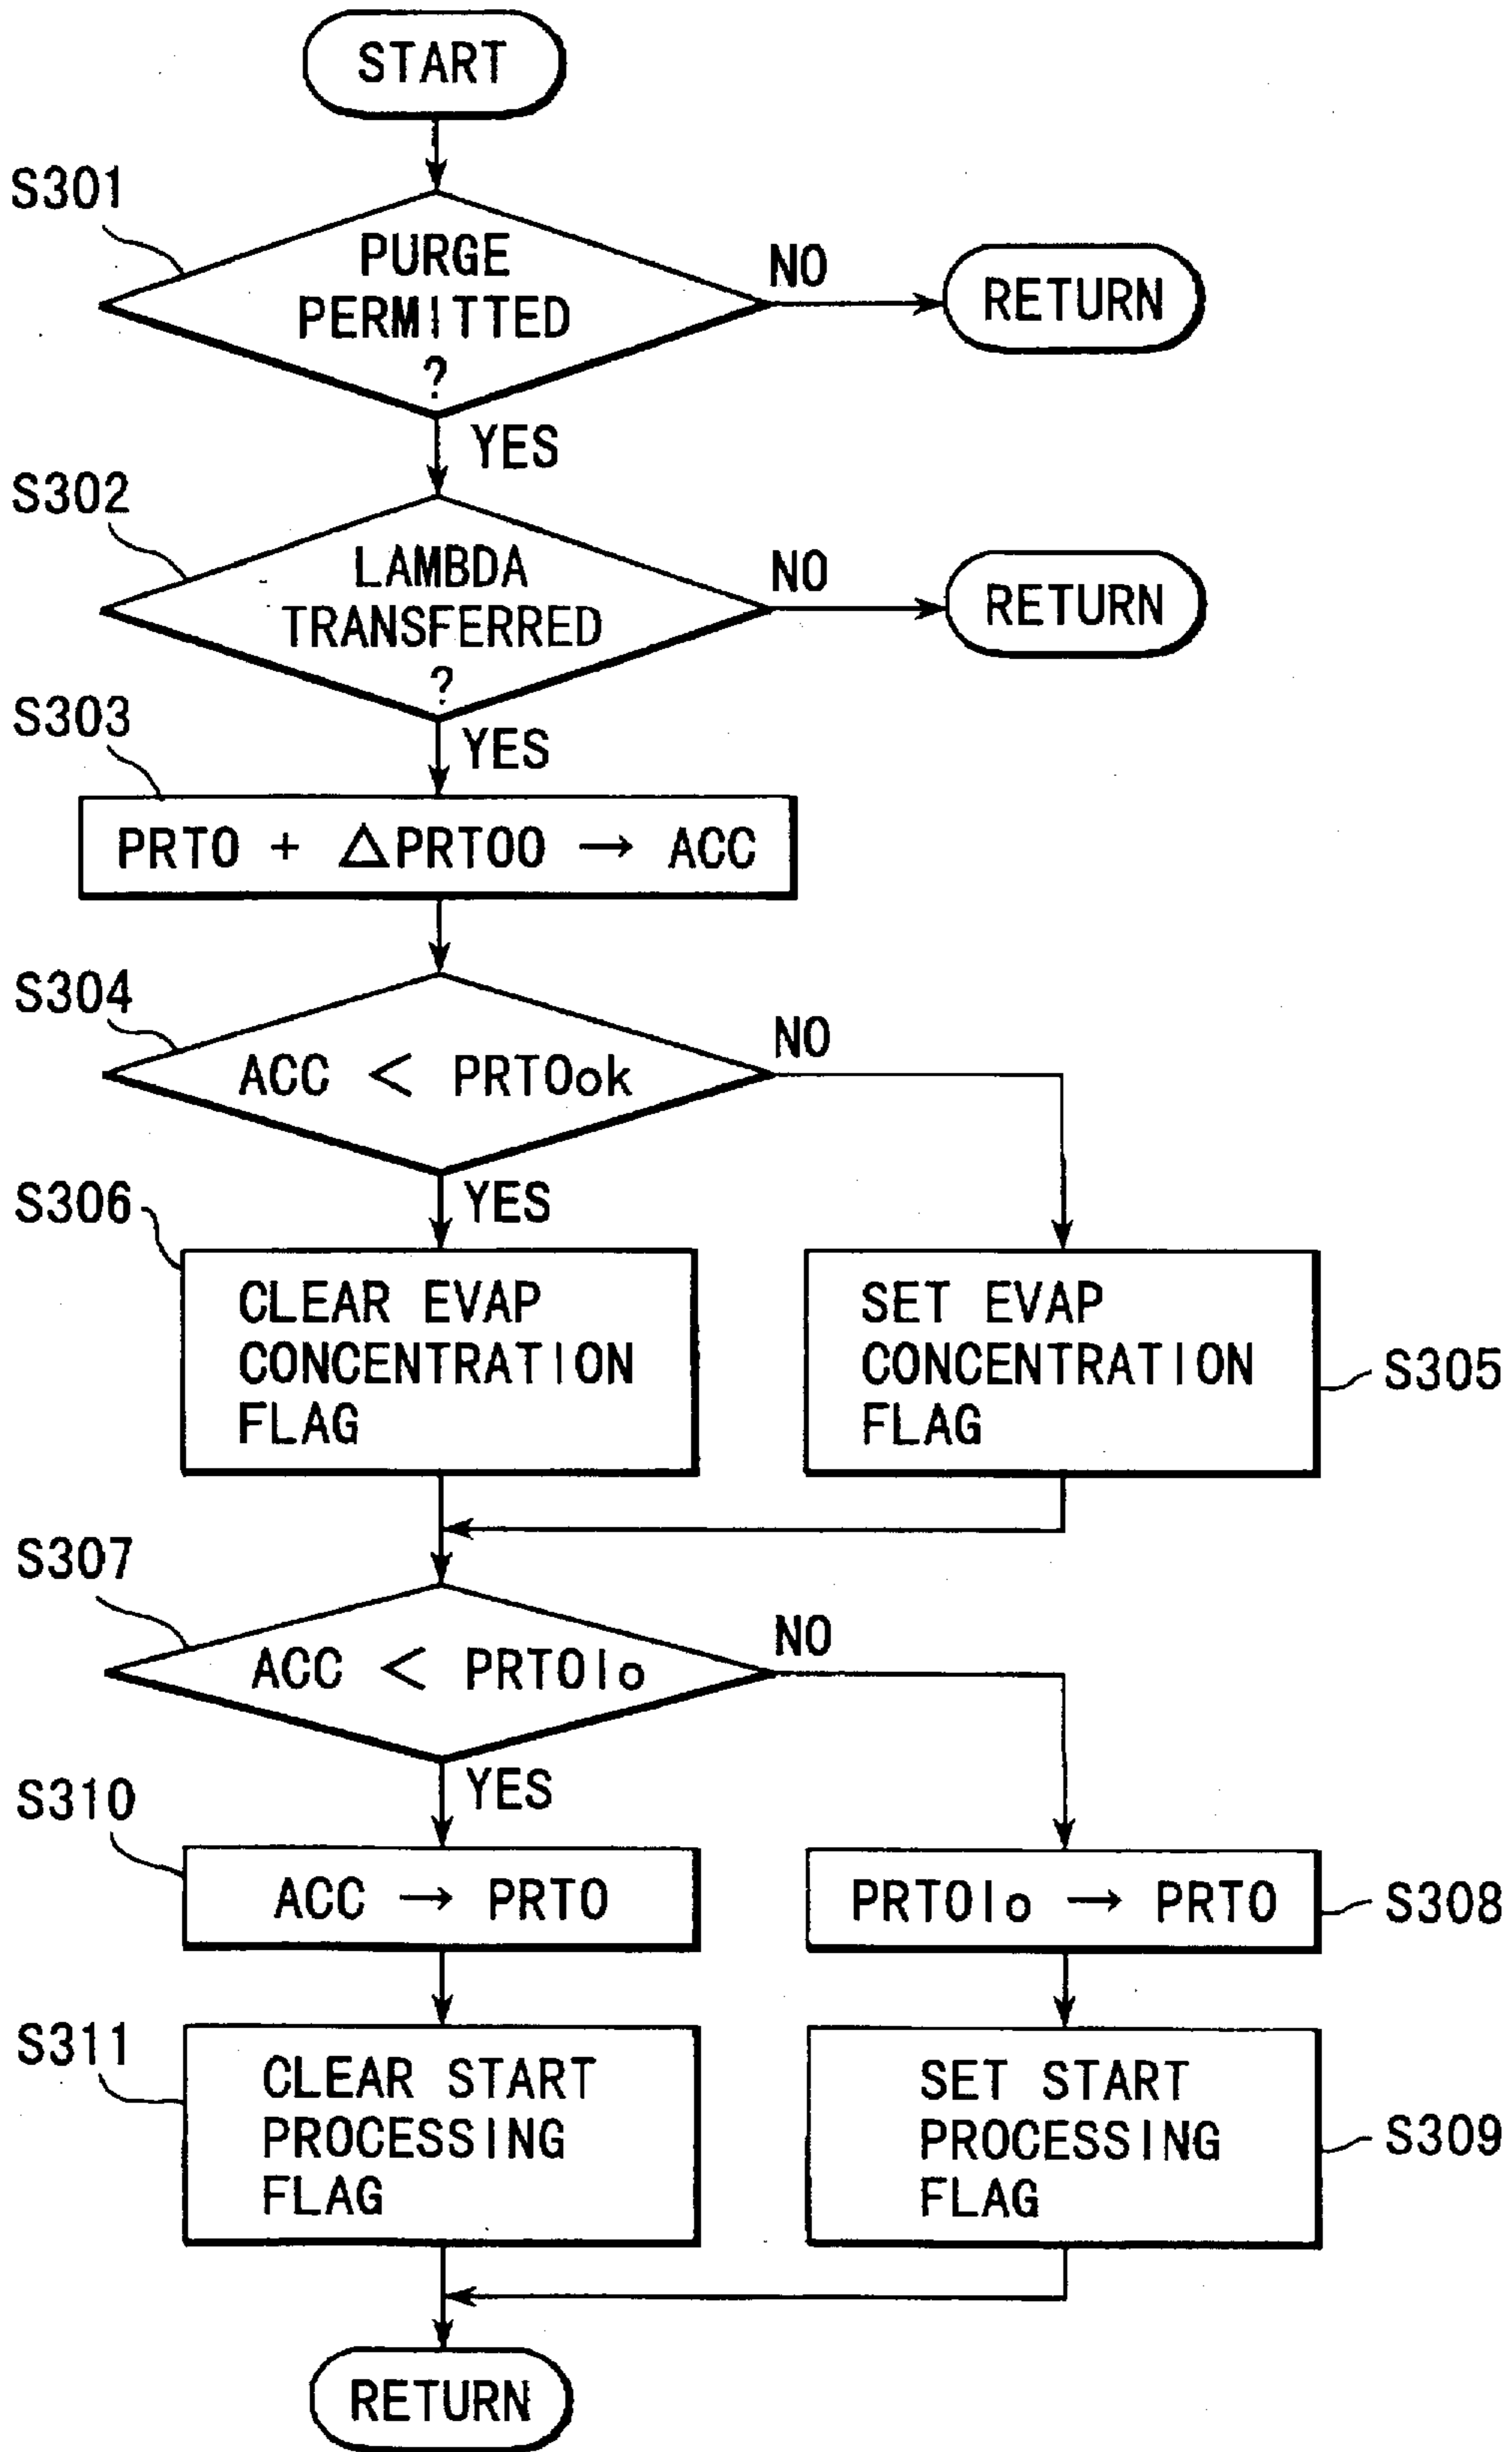 START
S301
PURGE
PERMITTED
?
NO
RETURN
YES
S302
LAMBDA
TRANSFERRED
?
NO
RETURN
YES
S303
PRTO + △PRTOO → ACC
S304
ACC < PRTOok
NO
YES
S306
CLEAR EVAP
CONCENTRATION
FLAG
SET EVAP
CONCENTRATION
FLAG
S305
S307
ACC < PRTOlo
NO
YES
S310
ACC → PRTO
PRTOlo → PRTO
S308
S311
CLEAR START
PROCESSING
FLAG
SET START
PROCESSING
FLAG
S309
RETURN